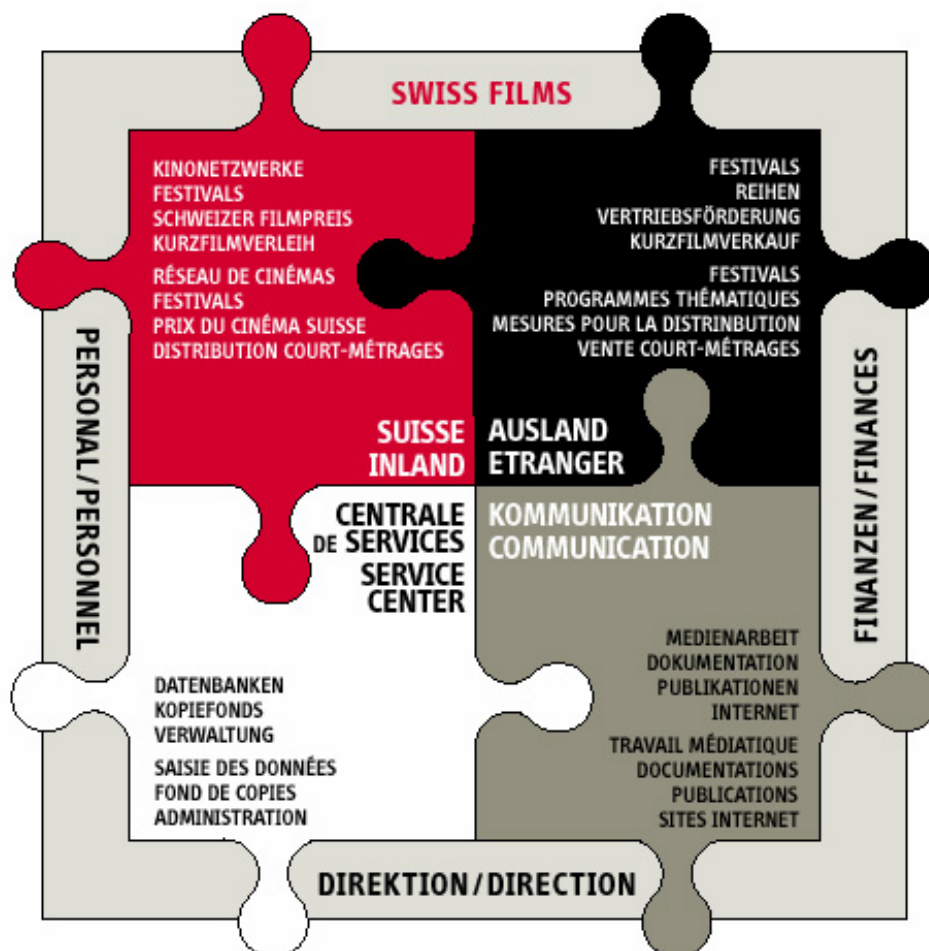 SWISS FILMS
KINONETZWERKE
FESTIVALS
SCHWEIZER FILMPREIS
KURZFILMVERLEIH
RÉSEAU DE CINÉMAS
FESTIVALS
PRIX DU CINÉMA SUISSE
DISTRIBUTION COURT-MÉTRAGES
SUISSE
INLAND
FESTIVALS
REIHEN
VERTRIEBSFÖRDERUNG
KURZFILMVERKAUF
FESTIVALS
PROGRAMMES THÉMATIQUES
MESURES POUR LA DISTRINBUTION
VENTE COURT-MÉTRAGES
AUSLAND
ETRANGER
PERSONAL/PERSONNEL
FINANZEN/FINANCES
CENTRALE
DE SERVICES
SERVICE
CENTER
DATENBANKEN
KOPIEFONDS
VERWALTUNG
SAISIE DES DONNÉES
FOND DE COPIES
ADMINISTRATION
KOMMUNIKATION
COMMUNICATION
MEDIENARBEIT
DOKUMENTATION
PUBLIKATIONEN
INTERNET
TRAVAIL MÉDIATIQUE
DOCUMENTATIONS
PUBLICATIONS
SITES INTERNET
DIREKTION/DIRECTION